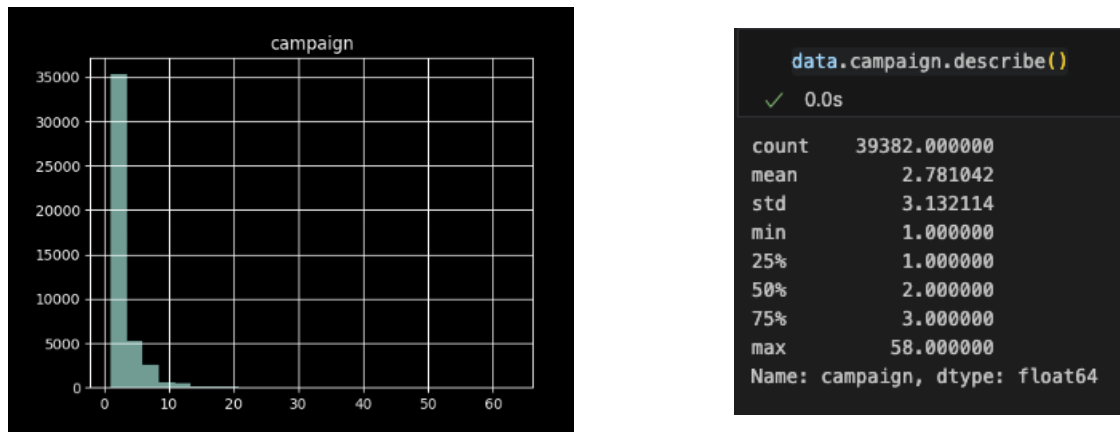 campaign
35000
30000
25000
20000
15000
10000
5000
0
0 10 20 30 40 50 60
data.campaign.describe()
✓ 0.0s
count 39382.000000
mean 2.781042
std 3.132114
min 1.000000
25% 1.000000
50% 2.000000
75% 3.000000
max 58.000000
Name: campaign, dtype: float64